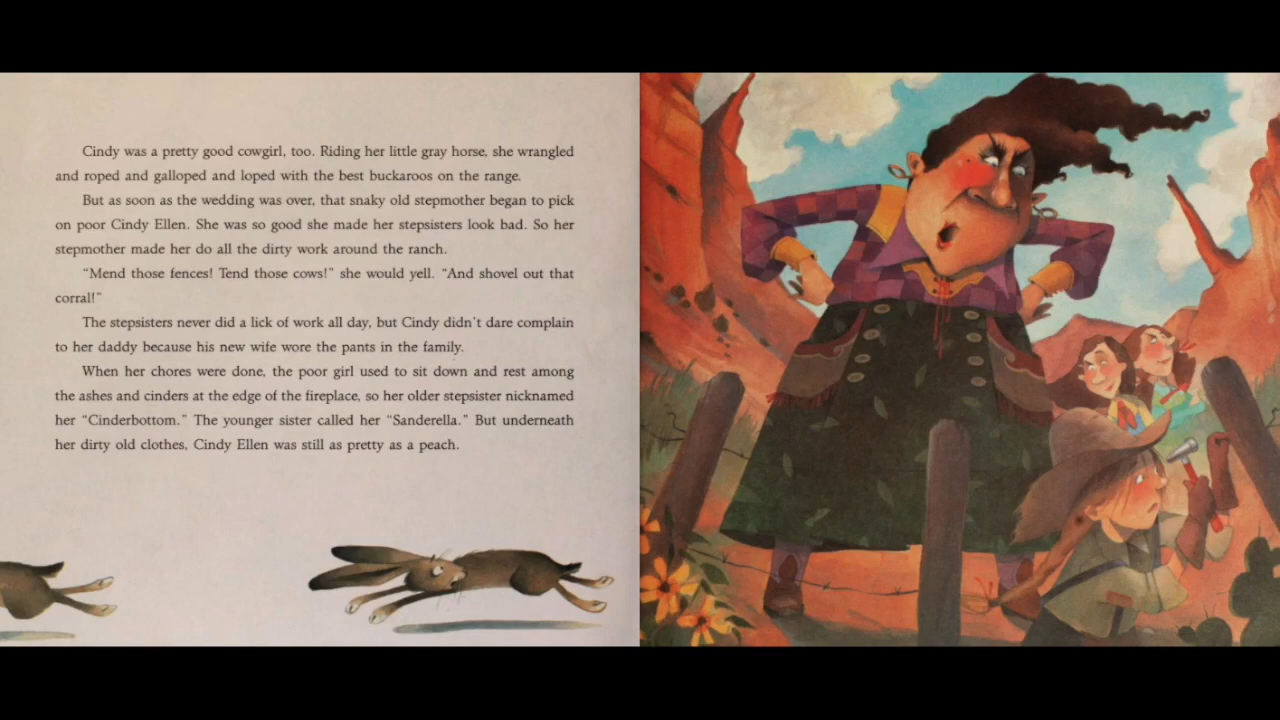 Cindy was a pretty good cowgirl, too. Riding her little gray horse, she wrangled
and roped and galloped and loped with the best buckaroos on the range.
But as soon as the wedding was over, that snaky old stepmother began to pick
on poor Cindy Ellen. She was so good she made her stepsisters look bad. So her
stepmother made her do all the dirty work around the ranch.
“Mend those fences! Tend those cows!” she would yell. “And shovel out that
corral!”
The stepsisters never did a lick of work all day, but Cindy didn’t dare complain
to her daddy because his new wife wore the pants in the family.
When her chores were done, the poor girl used to sit down and rest among
the ashes and cinders at the edge of the fireplace, so her older stepsister nicknamed
her “Cinderbottom.” The younger sister called her “Sanderella.” But underneath
her dirty old clothes, Cindy Ellen was still as pretty as a peach.